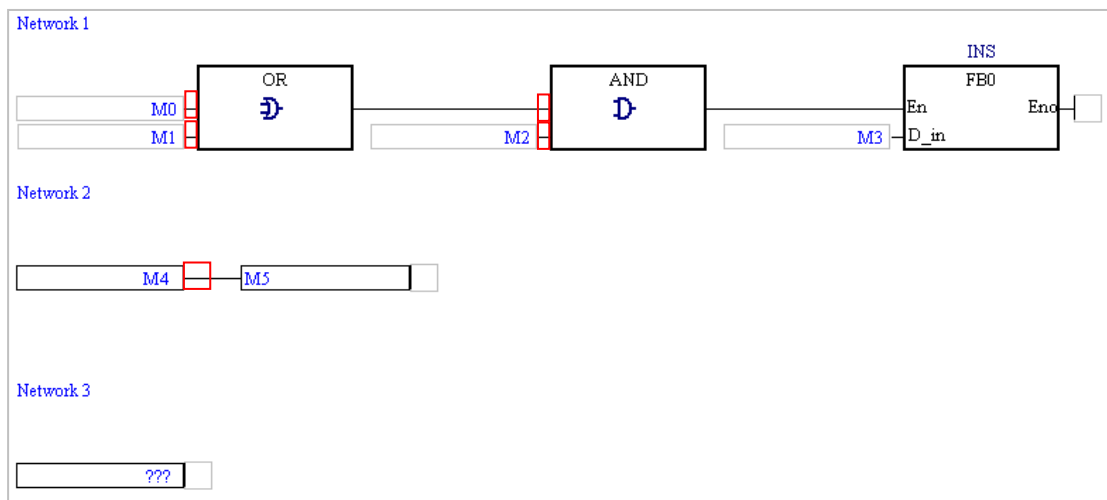 Network 1
INS
OR AND FB0
M0 En Eno
M1 M2 M3 D_in
Network 2
M4 M5
Network 3
???